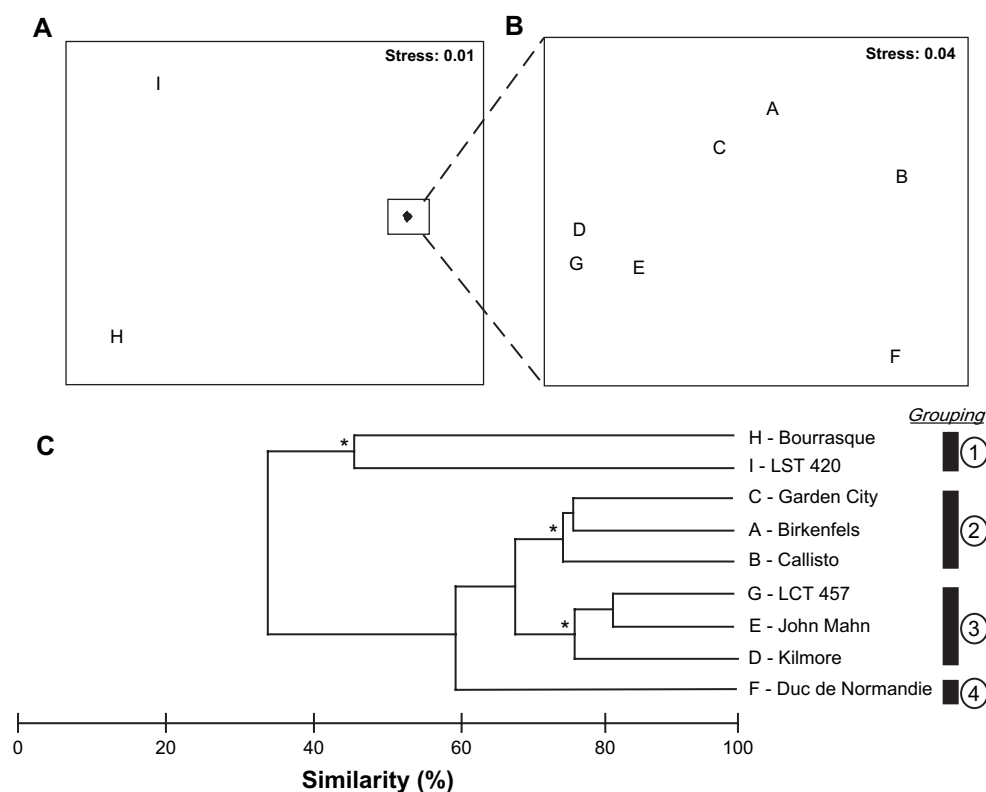 A
Stress: 0.01
I
H
B
Stress: 0.04
A
C
B
D
G
E
F
C
Grouping
*
H - Bourrasque
1
I - LST 420
C - Garden City
*
A - Birkenfels
2
B - Callisto
G - LCT 457
*
E - John Mahn
3
D - Kilmore
F - Duc de Normandie
4
0 20 40 60 80 100
Similarity (%)